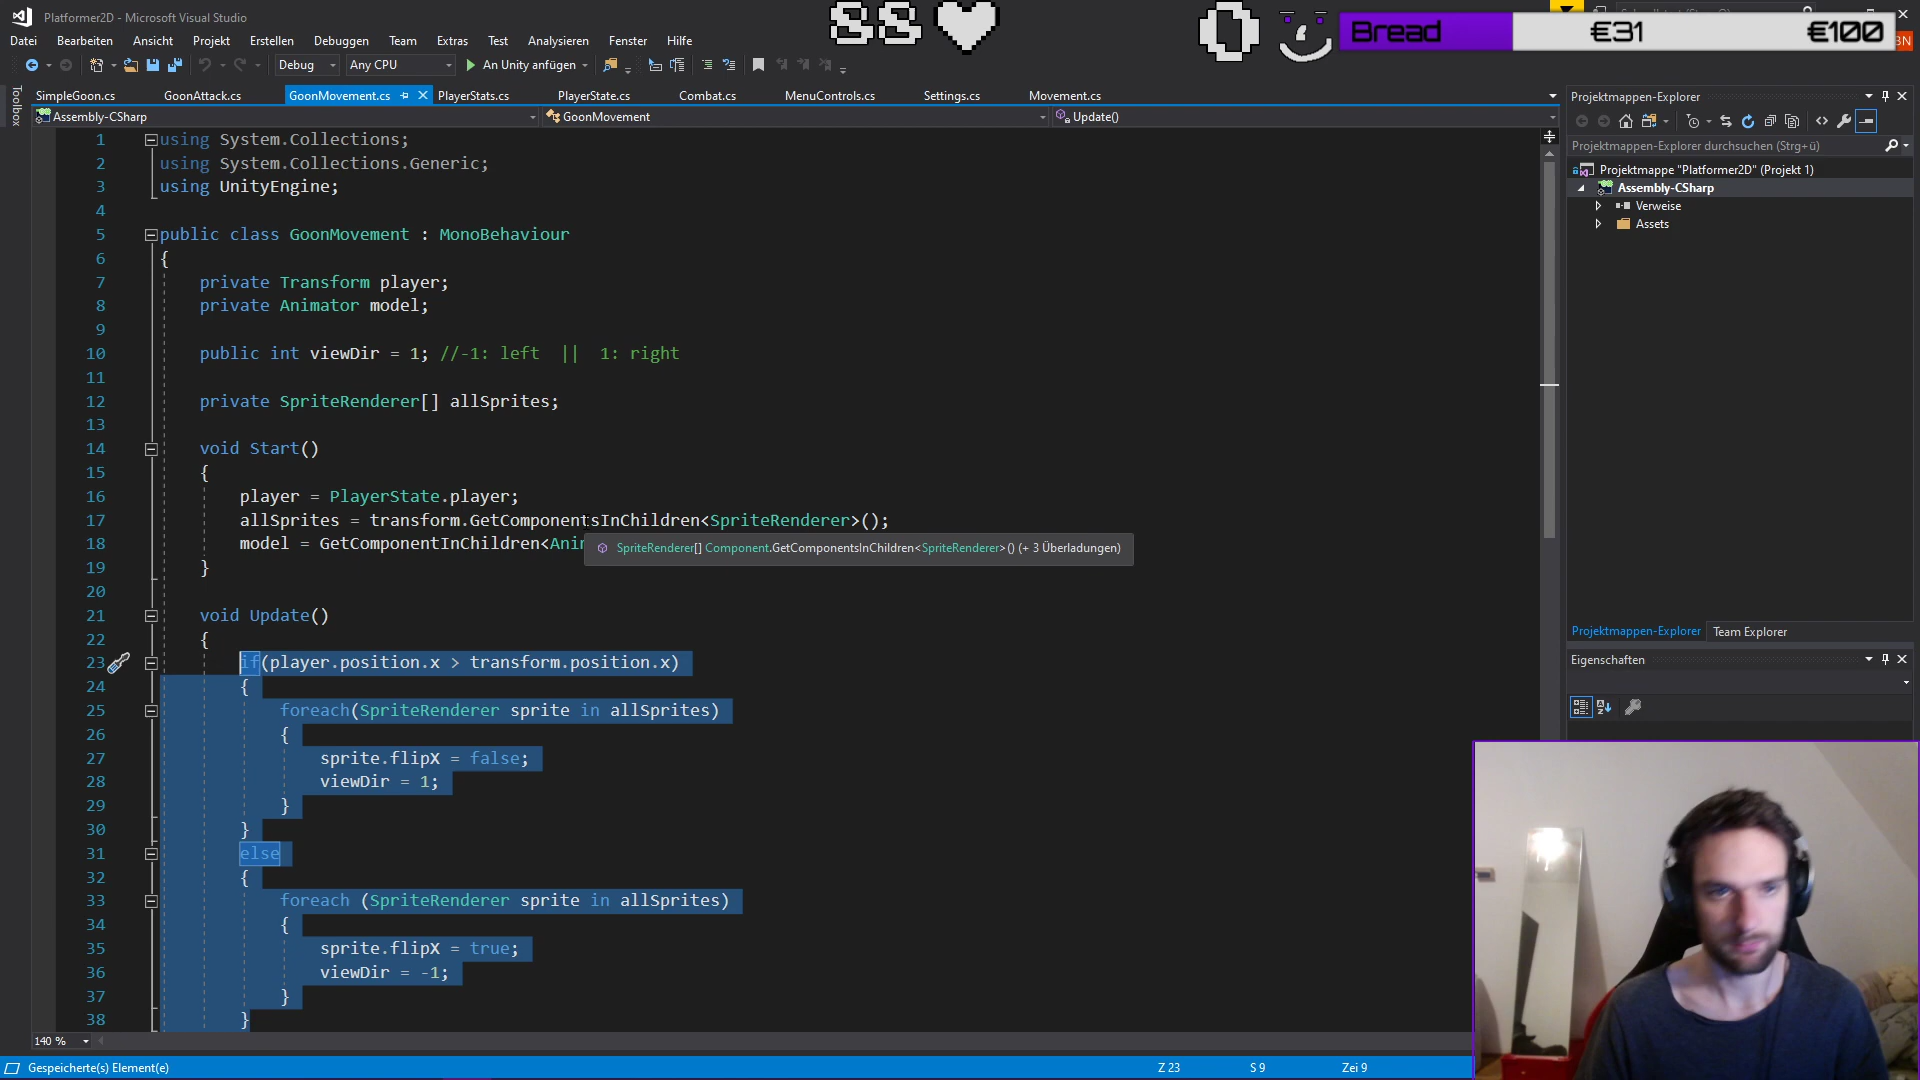 Platformer2D - Microsoft Visual Studio
SS
0
Bread
€31
€100
Datei Bearbeiten Ansicht Projekt Erstellen Debuggen Team Extras Test Analysieren Fenster Hilfe
Debug Any CPU An Unity anfügen
Toolbox
SimpleGoon.cs GoonAttack.cs GoonMovement.cs PlayerStats.cs PlayerState.cs Combat.cs MenuControls.cs Settings.cs Movement.cs
Assembly-CSharp GoonMovement Update()
1 using System.Collections;
2 using System.Collections.Generic;
3 using UnityEngine;
4
5 public class GoonMovement : MonoBehaviour
6 {
7 private Transform player;
8 private Animator model;
9
10 public int viewDir = 1; //-1: left || 1: right
11
12 private SpriteRenderer[] allSprites;
13
14 void Start()
15 {
16 player = PlayerState.player;
17 allSprites = transform.GetComponentsInChildren<SpriteRenderer>();
18 model = GetComponentInChildren<Ani
SpriteRenderer[] Component.GetComponentsInChildren<SpriteRenderer>() (+ 3 Überladungen)
19 }
20
21 void Update()
22 {
23 if(player.position.x > transform.position.x)
24 {
25 foreach(SpriteRenderer sprite in allSprites)
26 {
27 sprite.flipX = false;
28 viewDir = 1;
29 }
30 }
31 else
32 {
33 foreach (SpriteRenderer sprite in allSprites)
34 {
35 sprite.flipX = true;
36 viewDir = -1;
37 }
38 }
140 %
Gespeicherte(s) Element(e) Z 23 S 9 Zei 9
Projektmappen-Explorer
Projektmappen-Explorer durchsuchen (Strg+ü)
Projektmappe "Platformer2D" (Projekt 1)
Assembly-CSharp
Verweise
Assets
Projektmappen-Explorer Team Explorer
Eigenschaften